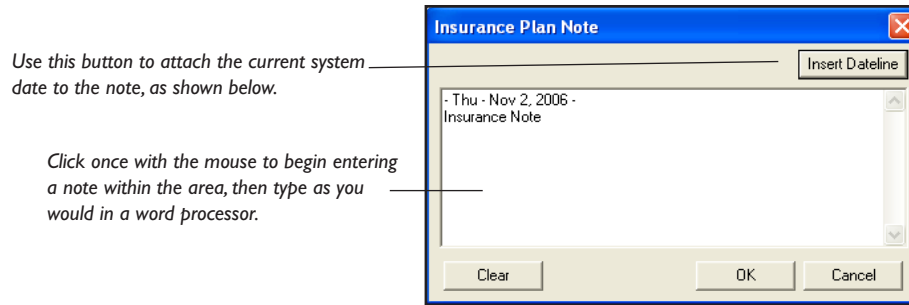 Insurance Plan Note
Use this button to attach the current system
date to the note, as shown below.
Insert Dateline
- Thu - Nov 2, 2006 -
Insurance Note
Click once with the mouse to begin entering
a note within the area, then type as you
would in a word processor.
Clear
OK
Cancel